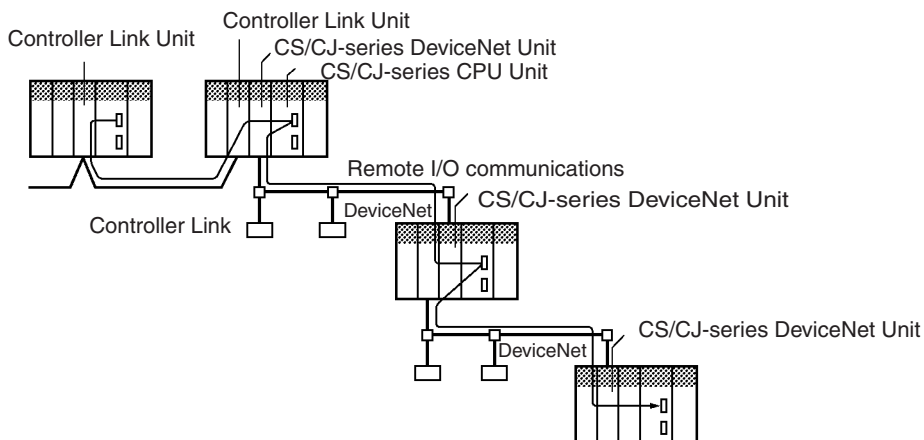 Controller Link Unit
Controller Link Unit
CS/CJ-series DeviceNet Unit
CS/CJ-series CPU Unit
Remote I/O communications
CS/CJ-series DeviceNet Unit
DeviceNet
Controller Link
CS/CJ-series DeviceNet Unit
DeviceNet